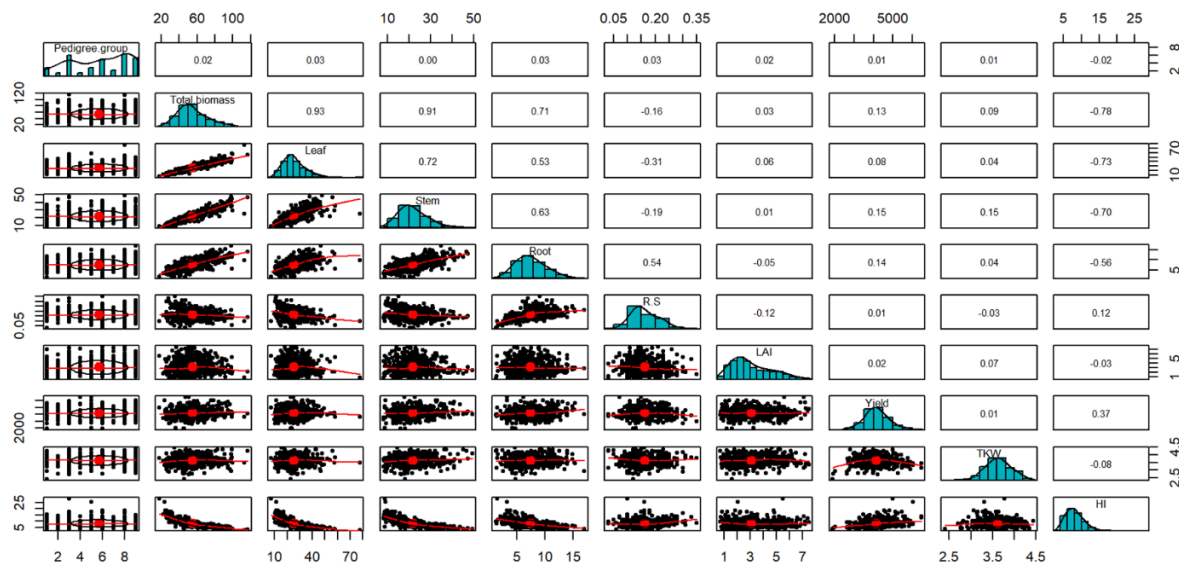 20 60 100 10 20 30 40 50 0.05 0.20 0.35 2000 5000 5 15 25
Pedigree.group 0.02 0.03 0.00 0.03 0.03 0.02 0.01 0.01 -0.02 2 4 6 8
20 60 120 Total biomass 0.93 0.91 0.71 -0.16 0.03 0.13 0.09 -0.78
Leaf 0.72 0.53 -0.31 0.06 0.08 0.04 -0.73 10 70
10 50 Stem 0.63 0.19 0.01 0.15 0.15 -0.70
Root 0.54 -0.05 0.14 0.04 -0.56 5
0.05 R.S -0.12 0.01 -0.03 0.12
LAI 0.02 0.07 -0.03 1 5
2000 Yield 0.01 0.37
TKW -0.08 2.5 4.5
5 25 HI
2 4 6 8 10 40 70 5 10 15 1 3 5 7 2.5 3.5 4.5